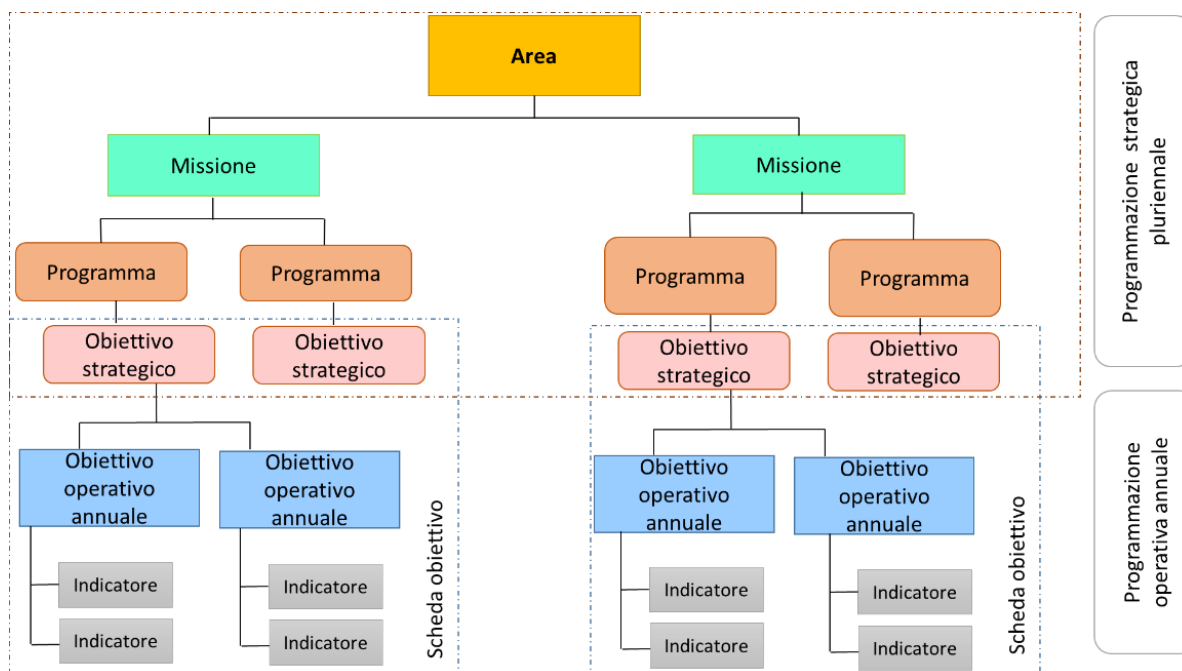 Area
Missione
Missione
Programma
Programma
Programma
Programma
Obiettivo
strategico
Obiettivo
strategico
Obiettivo
strategico
Obiettivo
strategico
Obiettivo
operativo
annuale
Obiettivo
operativo
annuale
Obiettivo
operativo
annuale
Obiettivo
operativo
annuale
Indicatore
Indicatore
Indicatore
Indicatore
Indicatore
Indicatore
Indicatore
Indicatore
Scheda obiettivo
Scheda obiettivo
Programmazione strategica
pluriennale
Programmazione
operativa annuale